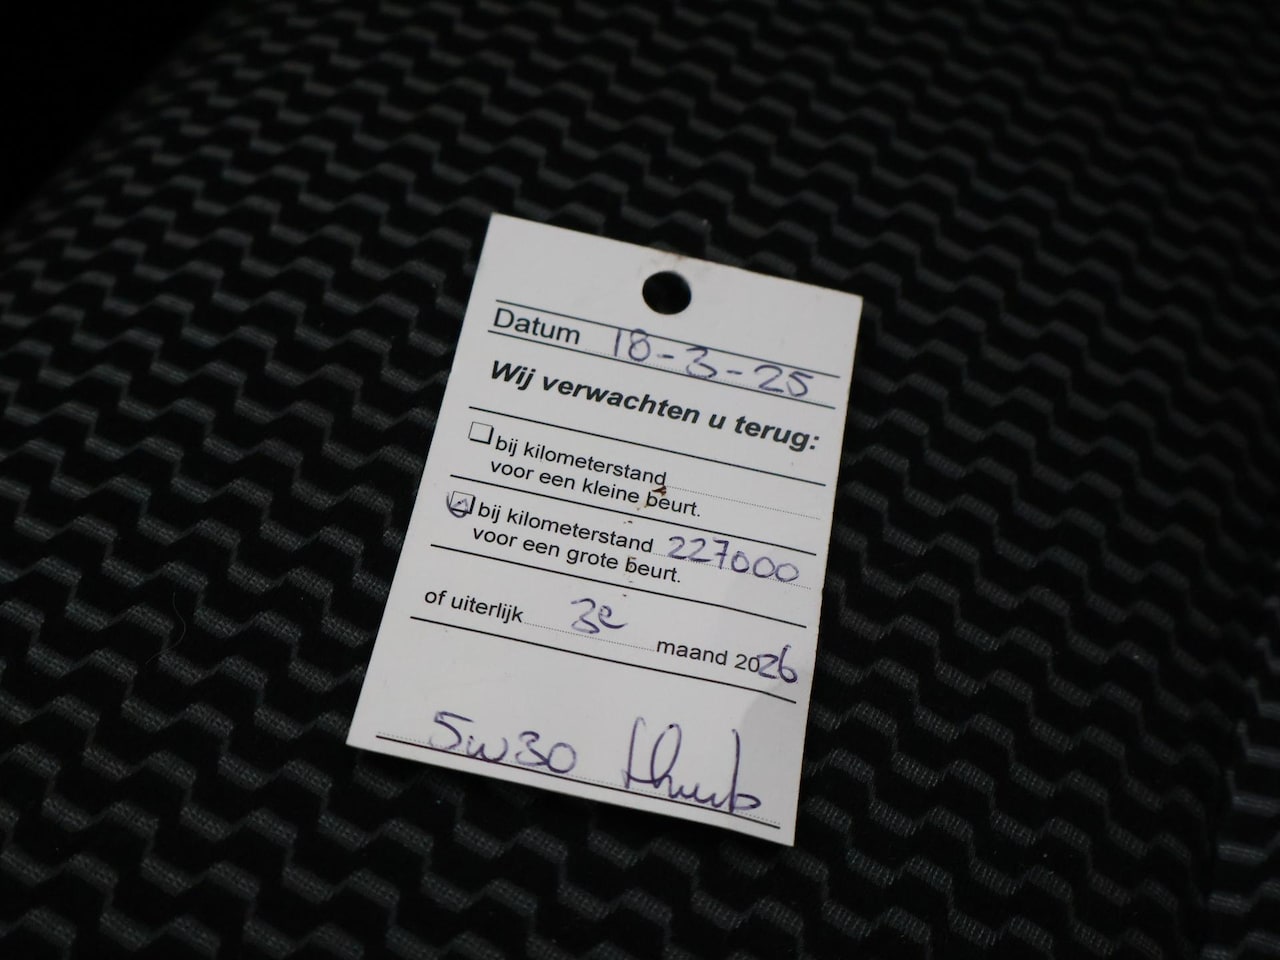 Datum 18-3-25
Wij verwachten u terug:
bij kilometerstand
voor een kleine beurt.
bij kilometerstand 227000
voor een grote beurt.
of uiterlijk 3e maand 2026
5w30